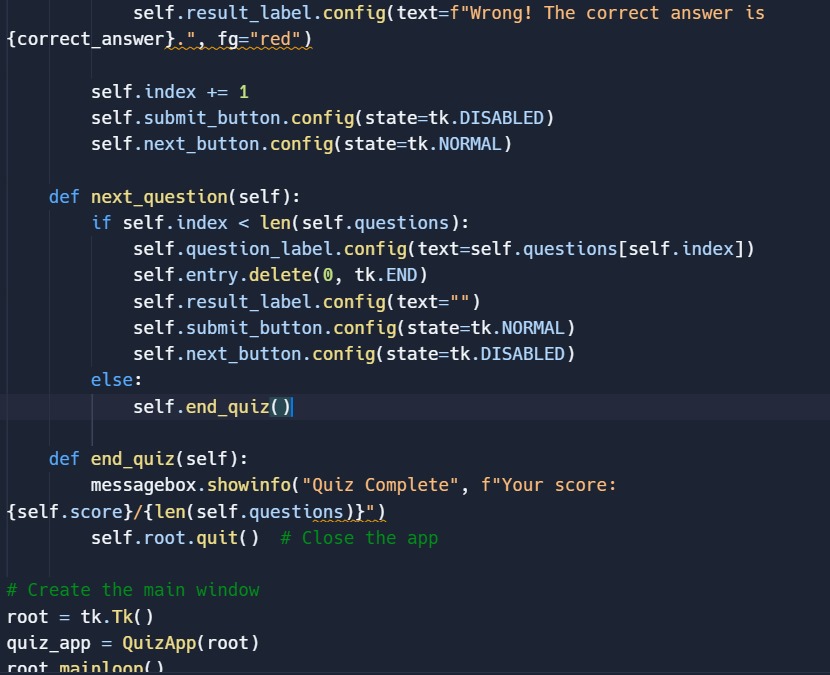 self.result_label.config(text=f"Wrong! The correct answer is
{correct_answer}.", fg="red")

        self.index += 1
        self.submit_button.config(state=tk.DISABLED)
        self.next_button.config(state=tk.NORMAL)

    def next_question(self):
        if self.index < len(self.questions):
            self.question_label.config(text=self.questions[self.index])
            self.entry.delete(0, tk.END)
            self.result_label.config(text="")
            self.submit_button.config(state=tk.NORMAL)
            self.next_button.config(state=tk.DISABLED)
        else:
            self.end_quiz()

    def end_quiz(self):
        messagebox.showinfo("Quiz Complete", f"Your score:
{self.score}/{len(self.questions)}")
        self.root.quit()  # Close the app

# Create the main window
root = tk.Tk()
quiz_app = QuizApp(root)
root.mainloop()